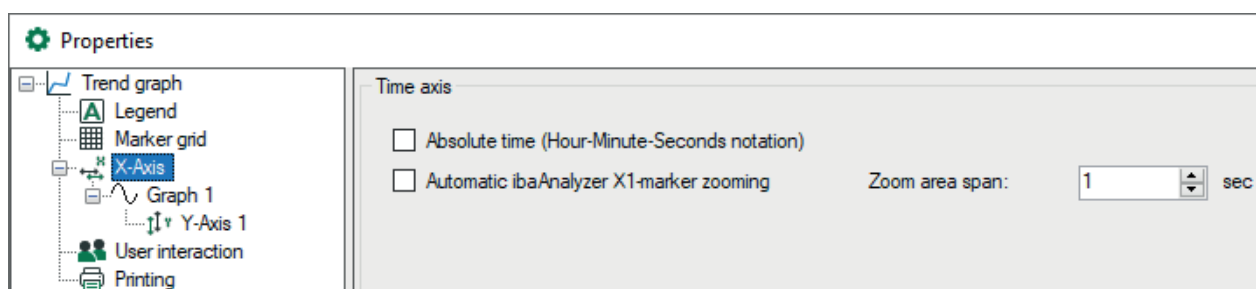 Properties
Trend graph
Legend
Marker grid
X-Axis
Graph 1
Y-Axis 1
User interaction
Printing
Time axis
Absolute time (Hour-Minute-Seconds notation)
Automatic ibaAnalyzer X1-marker zooming Zoom area span: 1 sec